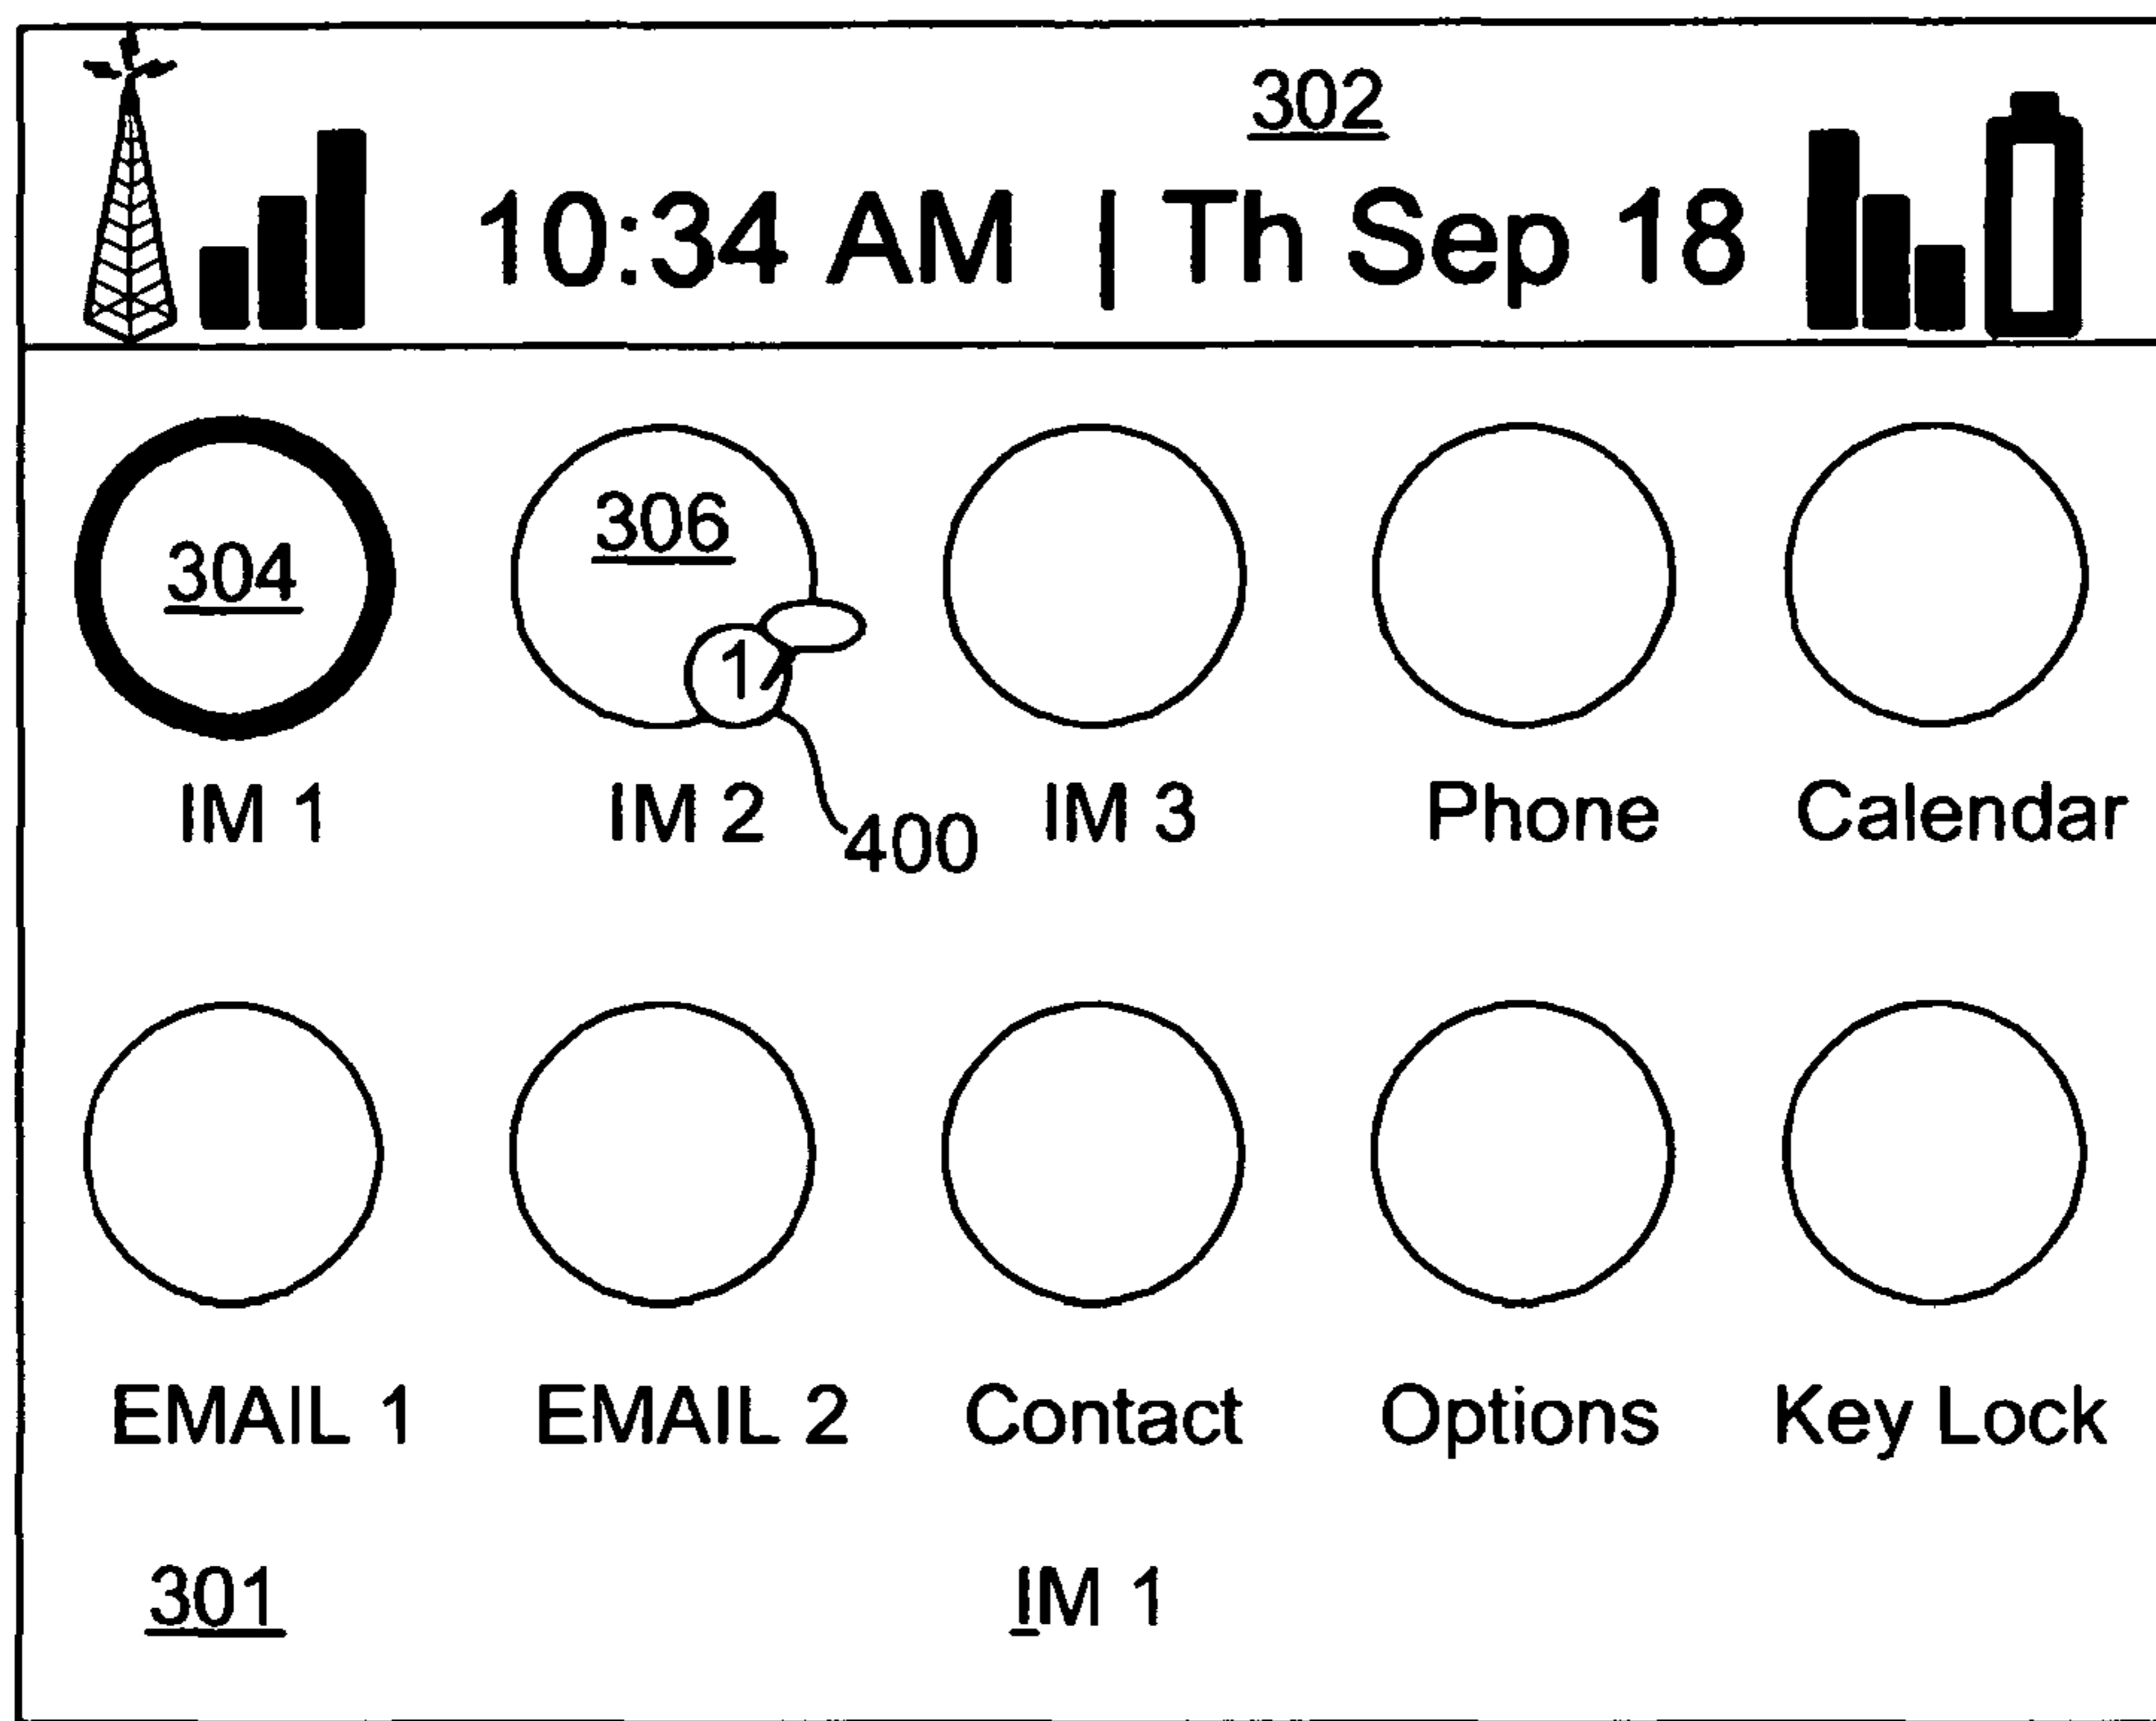 302
10:34 AM | Th Sep 18
304 306
1
IM 1 IM 2 IM 3 Phone Calendar
400
EMAIL 1 EMAIL 2 Contact Options Key Lock
301 IM 1